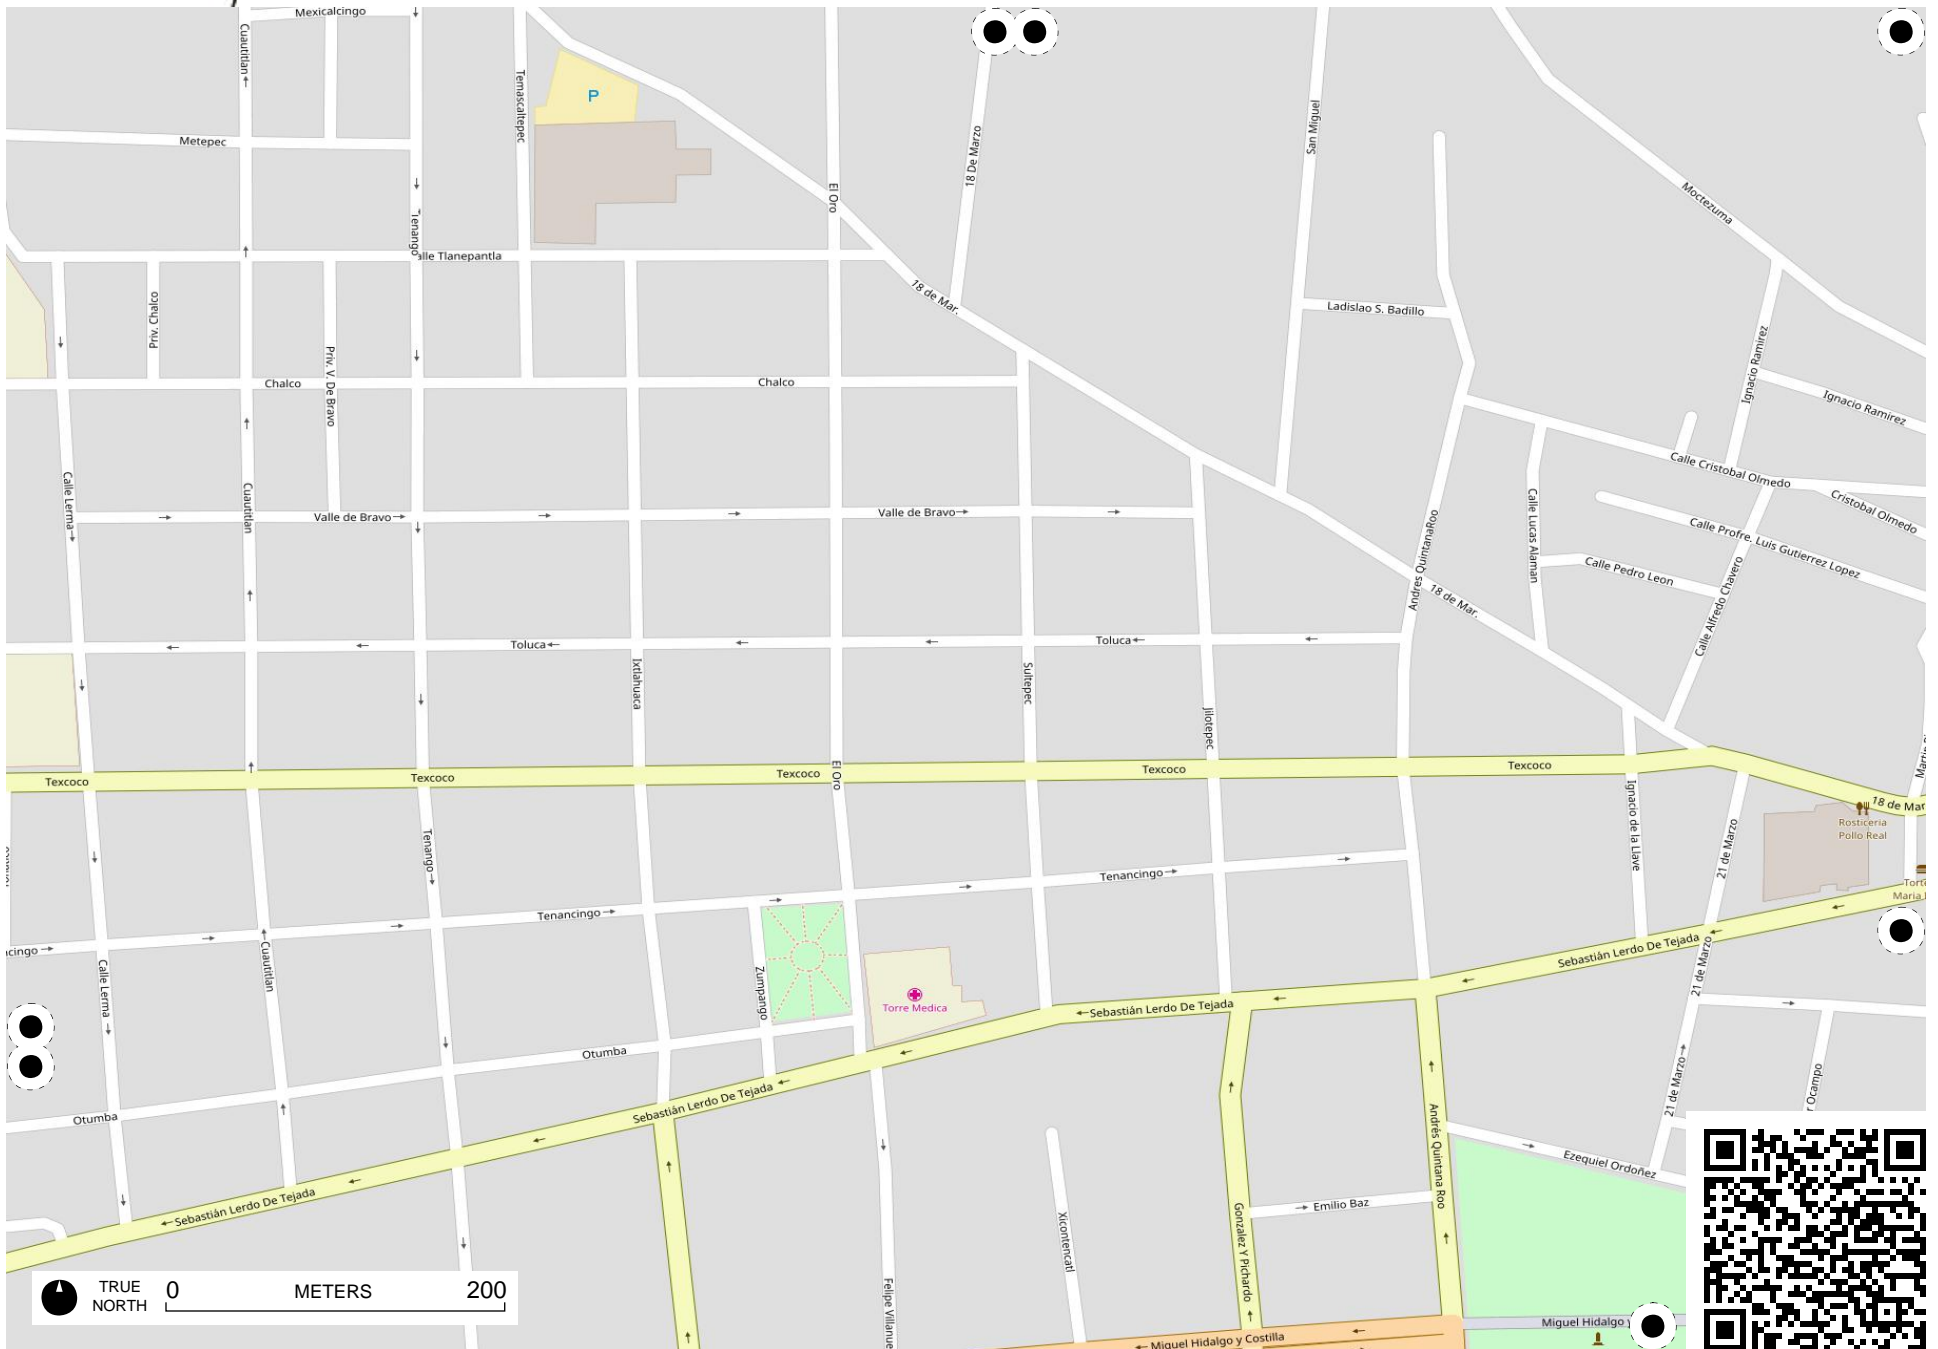 Mexicalcingo
Cuautitlan
Temascaltepec
P
18 De Marzo
San Miguel
Metepec
El Oro
Moctezuma
Tenango
alle Tlanepantla
18 de Mar.
Priv. Chalco
Ladislao S. Badillo
Ignacio Ramirez
Priv. V. De Bravo
Chalco
Chalco
Ignacio Ramirez
Calle Lerma
Cuautitlan
Calle Cristobal Olmedo
Cristobal Olmedo
Valle de Bravo
Valle de Bravo
Calle Lucas Alaman
Calle Profre. Luis Gutierrez Lopez
Andres QuintanaRoo
Calle Pedro Leon
Calle Alfredo Chavero
18 de Mar.
Toluca
Toluca
Ixtlahuaca
Sultepec
Jilotepec
Texcoco
Texcoco
Texcoco
Texcoco
Texcoco
El Oro
Ignacio de la Llave
18 de Mar
Rosticeria
Pollo Real
Tenango
21 de Marzo
Tenancingo
Tenancingo
Maria
ncingo
Cuautitlan
Calle Lerma
Zumpango
Sebastián Lerdo De Tejada
21 de Marzo
Torre Medica
Sebastián Lerdo De Tejada
Otumba
21 de Marzo
r Ocampo
Sebastián Lerdo De Tejada
Otumba
Andrés Quintana Roo
Ezequiel Ordoñez
Sebastián Lerdo De Tejada
Xicontencatl
Gonzalez Y Pichardo
Emilio Baz
Felipe Villanue
TRUE
NORTH
0 METERS 200
Miguel Hidalgo y
Miguel Hidalgo y Costilla